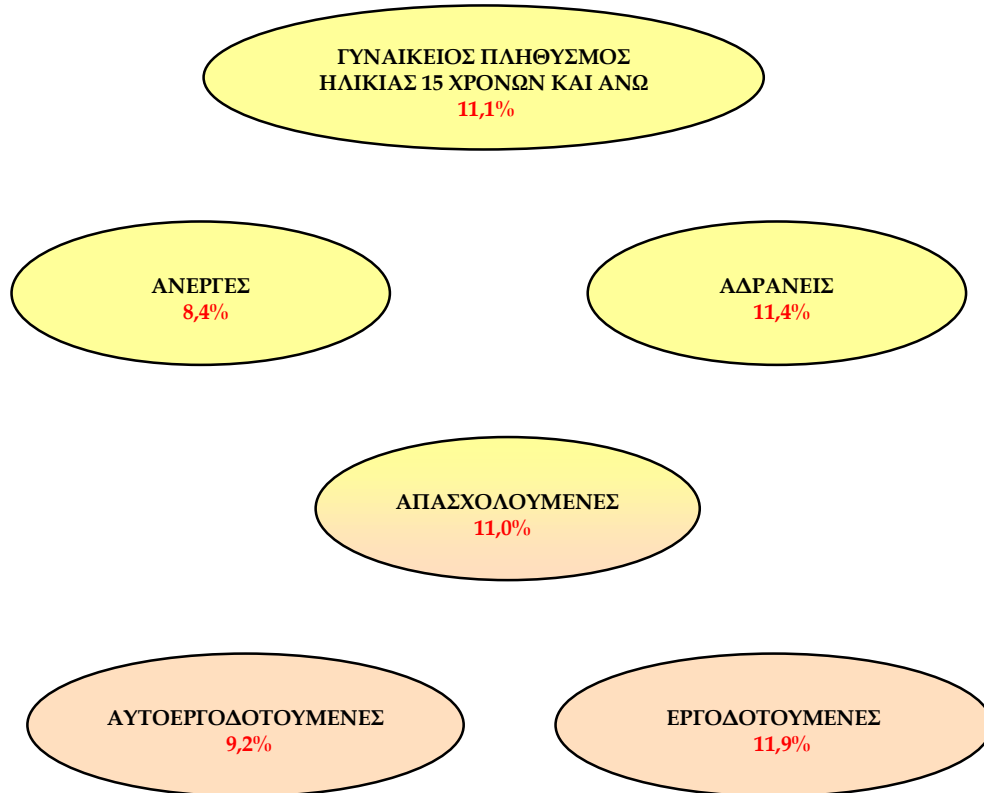 ΓΥΝΑΙΚΕΙΟΣ ΠΛΗΘΥΣΜΟΣ
ΗΛΙΚΙΑΣ 15 ΧΡΟΝΩΝ ΚΑΙ ΑΝΩ
11,1%
ΑΝΕΡΓΕΣ
8,4%
ΑΔΡΑΝΕΙΣ
11,4%
ΑΠΑΣΧΟΛΟΥΜΕΝΕΣ
11,0%
ΑΥΤΟΕΡΓΟΔΟΤΟΥΜΕΝΕΣ
9,2%
ΕΡΓΟΔΟΤΟΥΜΕΝΕΣ
11,9%